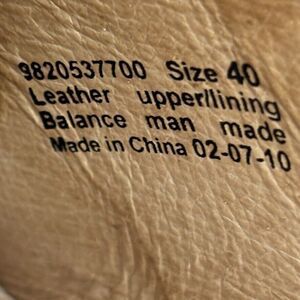 9820537700 Size 40
Leather upper/lining
Balance man made
Made in China 02-07-10